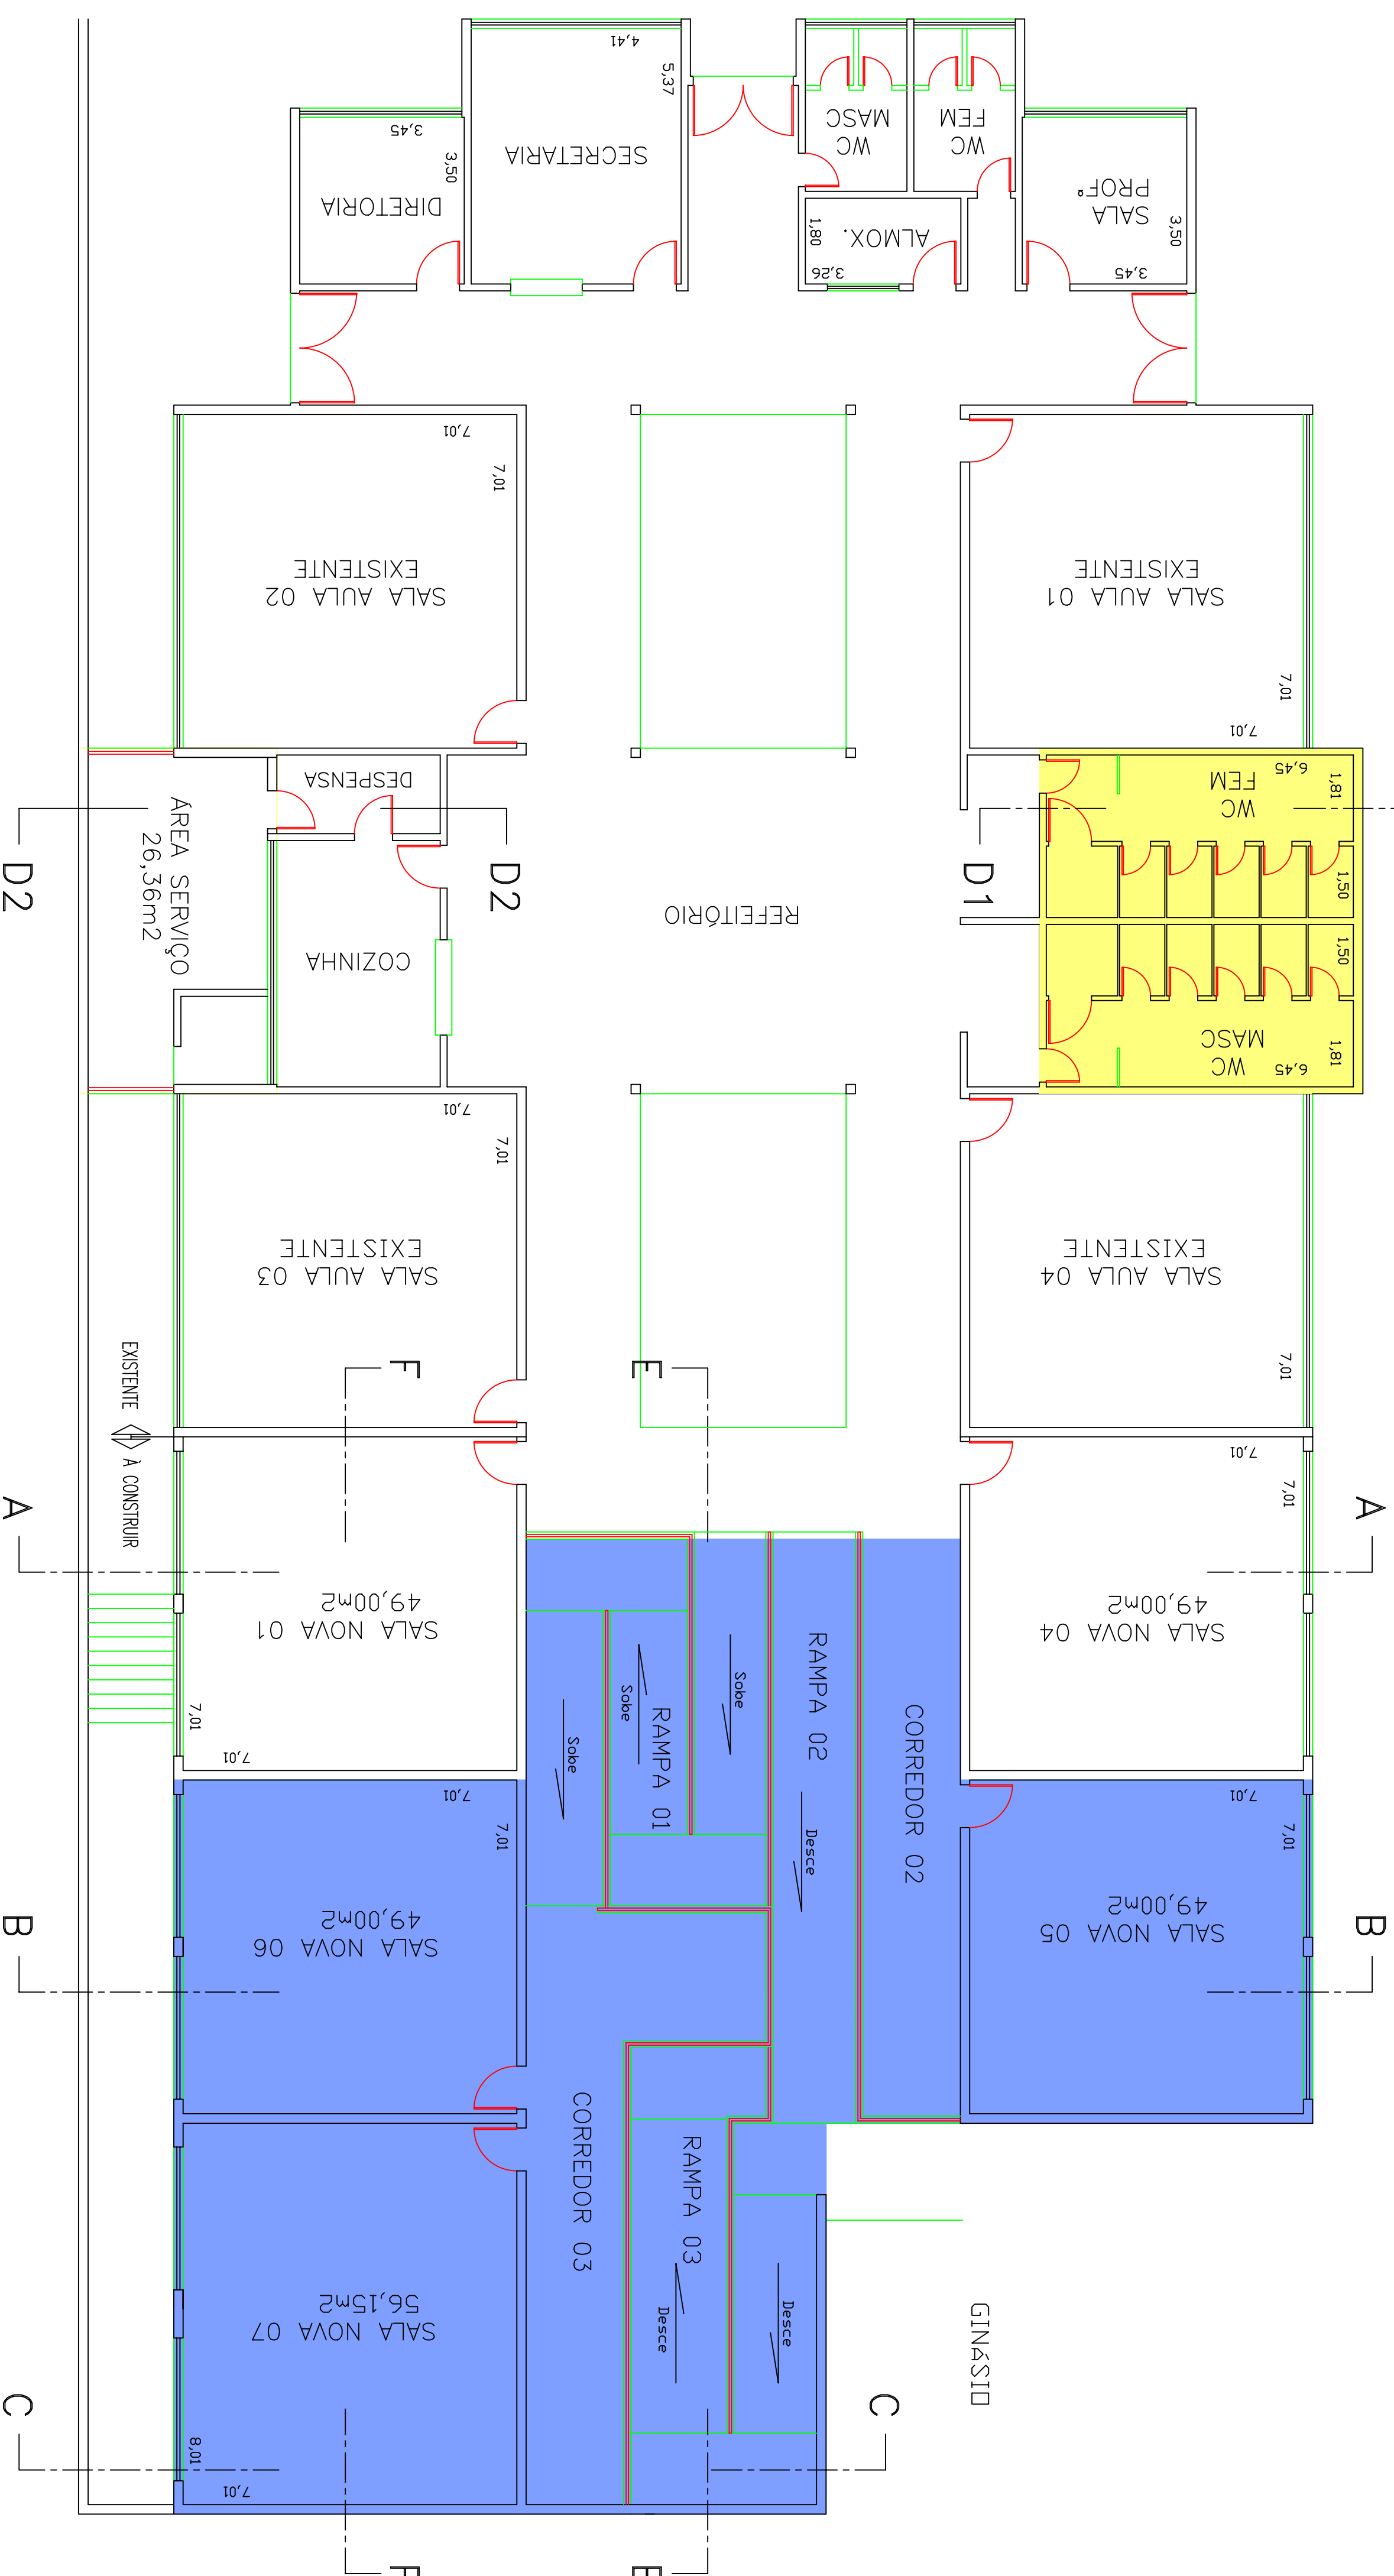 4,41
5,37
SECRETARIA
3,45
3,50
DIRETORIA
WC
MASC
WC
FEM
ALMOX.
1,80
3,26
SALA
PROFª
3,50
3,45
7,01
7,01
SALA AULA 02
EXISTENTE
SALA AULA 01
EXISTENTE
7,01
7,01
DESPENSA
ÁREA SERVIÇO
26,36m2
COZINHA
REFEITÓRIO
D2
D2
D1
WC
FEM
6,45
1,81
1,50
1,50
WC
MASC
6,45
1,81
7,01
7,01
SALA AULA 03
EXISTENTE
SALA AULA 04
EXISTENTE
7,01
EXISTENTE
À CONSTRUIR
F
E
A
A
SALA NOVA 01
49,00m2
7,01
7,01
7,01
7,01
SALA NOVA 04
49,00m2
Sobe
Sobe
Sobe
RAMPA 01
RAMPA 02
Desce
CORREDOR 02
7,01
7,01
SALA NOVA 06
49,00m2
7,01
7,01
SALA NOVA 05
49,00m2
B
B
CORREDOR 03
RAMPA 03
Desce
Desce
SALA NOVA 07
56,15m2
8,01
7,01
GINÁSIO
C
C
F
E